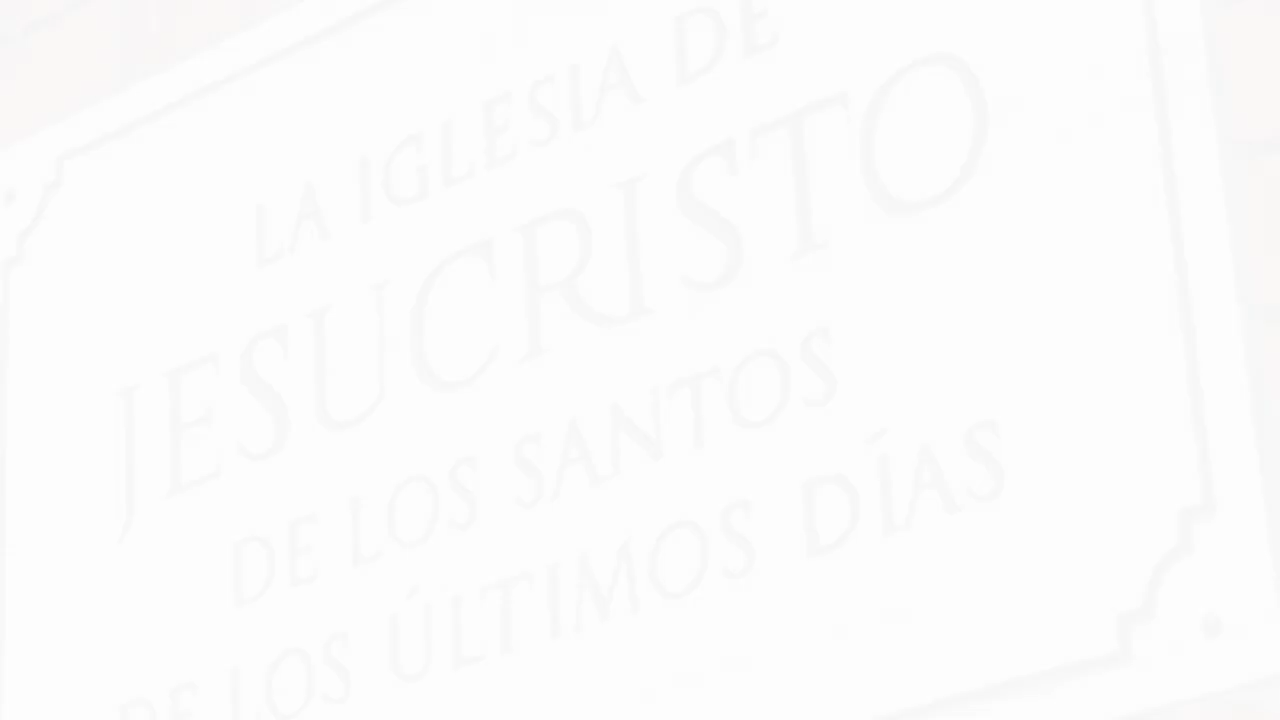 LA IGLESIA DE
JESUCRISTO
DE LOS SANTOS
DE LOS ÚLTIMOS DÍAS